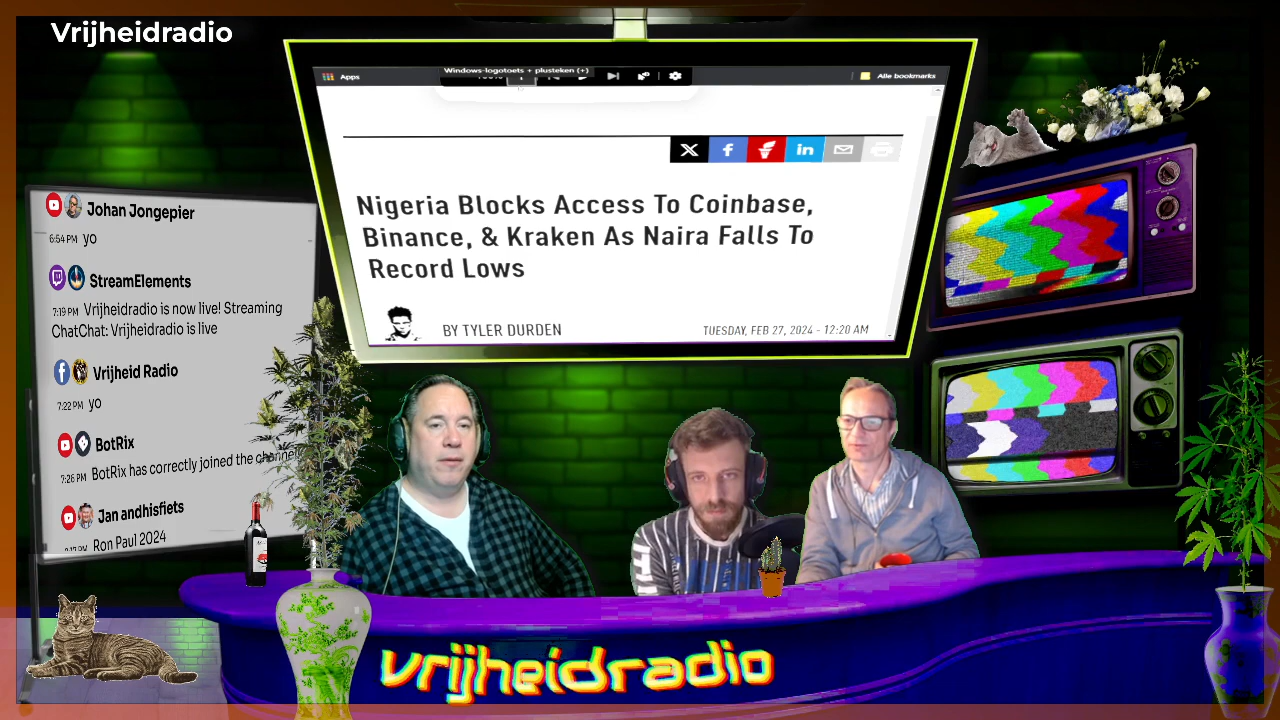 Vrijheidradio
Windows-logotoets + plusteken (+)
Apps
Alle bookmarks
Nigeria Blocks Access To Coinbase,
Binance, & Kraken As Naira Falls To
Record Lows
BY TYLER DURDEN
TUESDAY, FEB 27, 2024 - 12:20 AM
Johan Jongepier
6:54 PM yo
StreamElements
7:19 PM Vrijheidradio is now live! Streaming
ChatChat: Vrijheidradio is live
Vrijheid Radio
7:22 PM yo
BotRix
7:26 PM BotRix has correctly joined the channel
Jan andhisfiets
Ron Paul 2024
vrijheidradio